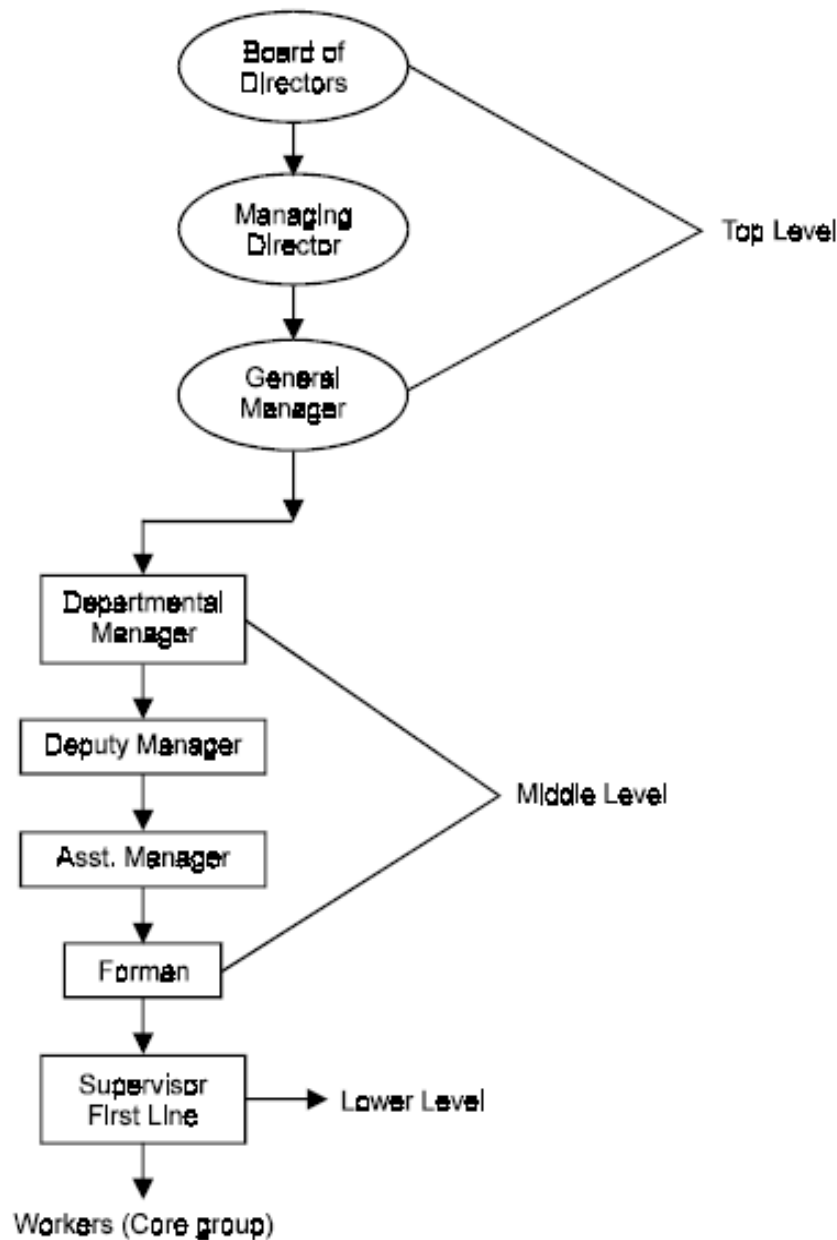 Board of
Directors
Managing
Director
Top Level
General
Manager
Departmental
Manager
Deputy Manager
Middle Level
Asst. Manager
Forman
Supervisor
First Line
Lower Level
Workers (Core group)